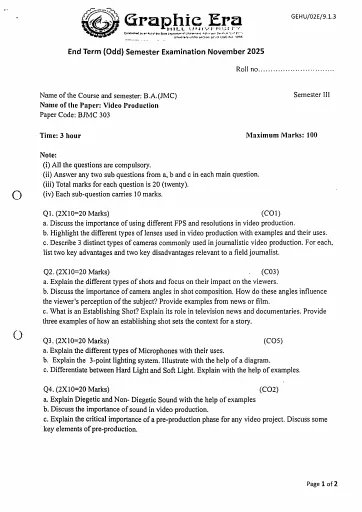 GEHU/02E/9.1.3
Graphic Era
HILL UNIVERSITY
End Term (Odd) Semester Examination November 2025
Roll no..............................
Name of the Course and semester: B.A.(JMC) Semester III
Name of the Paper: Video Production
Paper Code: BJMC 303
Time: 3 hour Maximum Marks: 100
Note:
(i) All the questions are compulsory.
(ii) Answer any two sub questions from a, b and c in each main question.
(iii) Total marks for each question is 20 (twenty).
(iv) Each sub-question carries 10 marks.
Q1. (2X10=20 Marks) (CO1)
a. Discuss the importance of using different FPS and resolutions in video production.
b. Highlight the different types of lenses used in video production with examples and their uses.
c. Describe 3 distinct types of cameras commonly used in journalistic video production. For each,
list two key advantages and two key disadvantages relevant to a field journalist.
Q2. (2X10=20 Marks) (C03)
a. Explain the different types of shots and focus on their impact on the viewers.
b. Discuss the importance of camera angles in shot composition. How do these angles influence
the viewer's perception of the subject? Provide examples from news or film.
c. What is an Establishing Shot? Explain its role in television news and documentaries. Provide
three examples of how an establishing shot sets the context for a story.
Q3. (2X10=20 Marks) (CO5)
a. Explain the different types of Microphones with their uses.
b. Explain the 3-point lighting system. Illustrate with the help of a diagram.
c. Differentiate between Hard Light and Soft Light. Explain with the help of examples.
Q4. (2X10=20 Marks) (CO2)
a. Explain Diegetic and Non- Diegetic Sound with the help of examples
b. Discuss the importance of sound in video production.
c. Explain the critical importance of a pre-production phase for any video project. Discuss some
key elements of pre-production.
Page 1 of 2